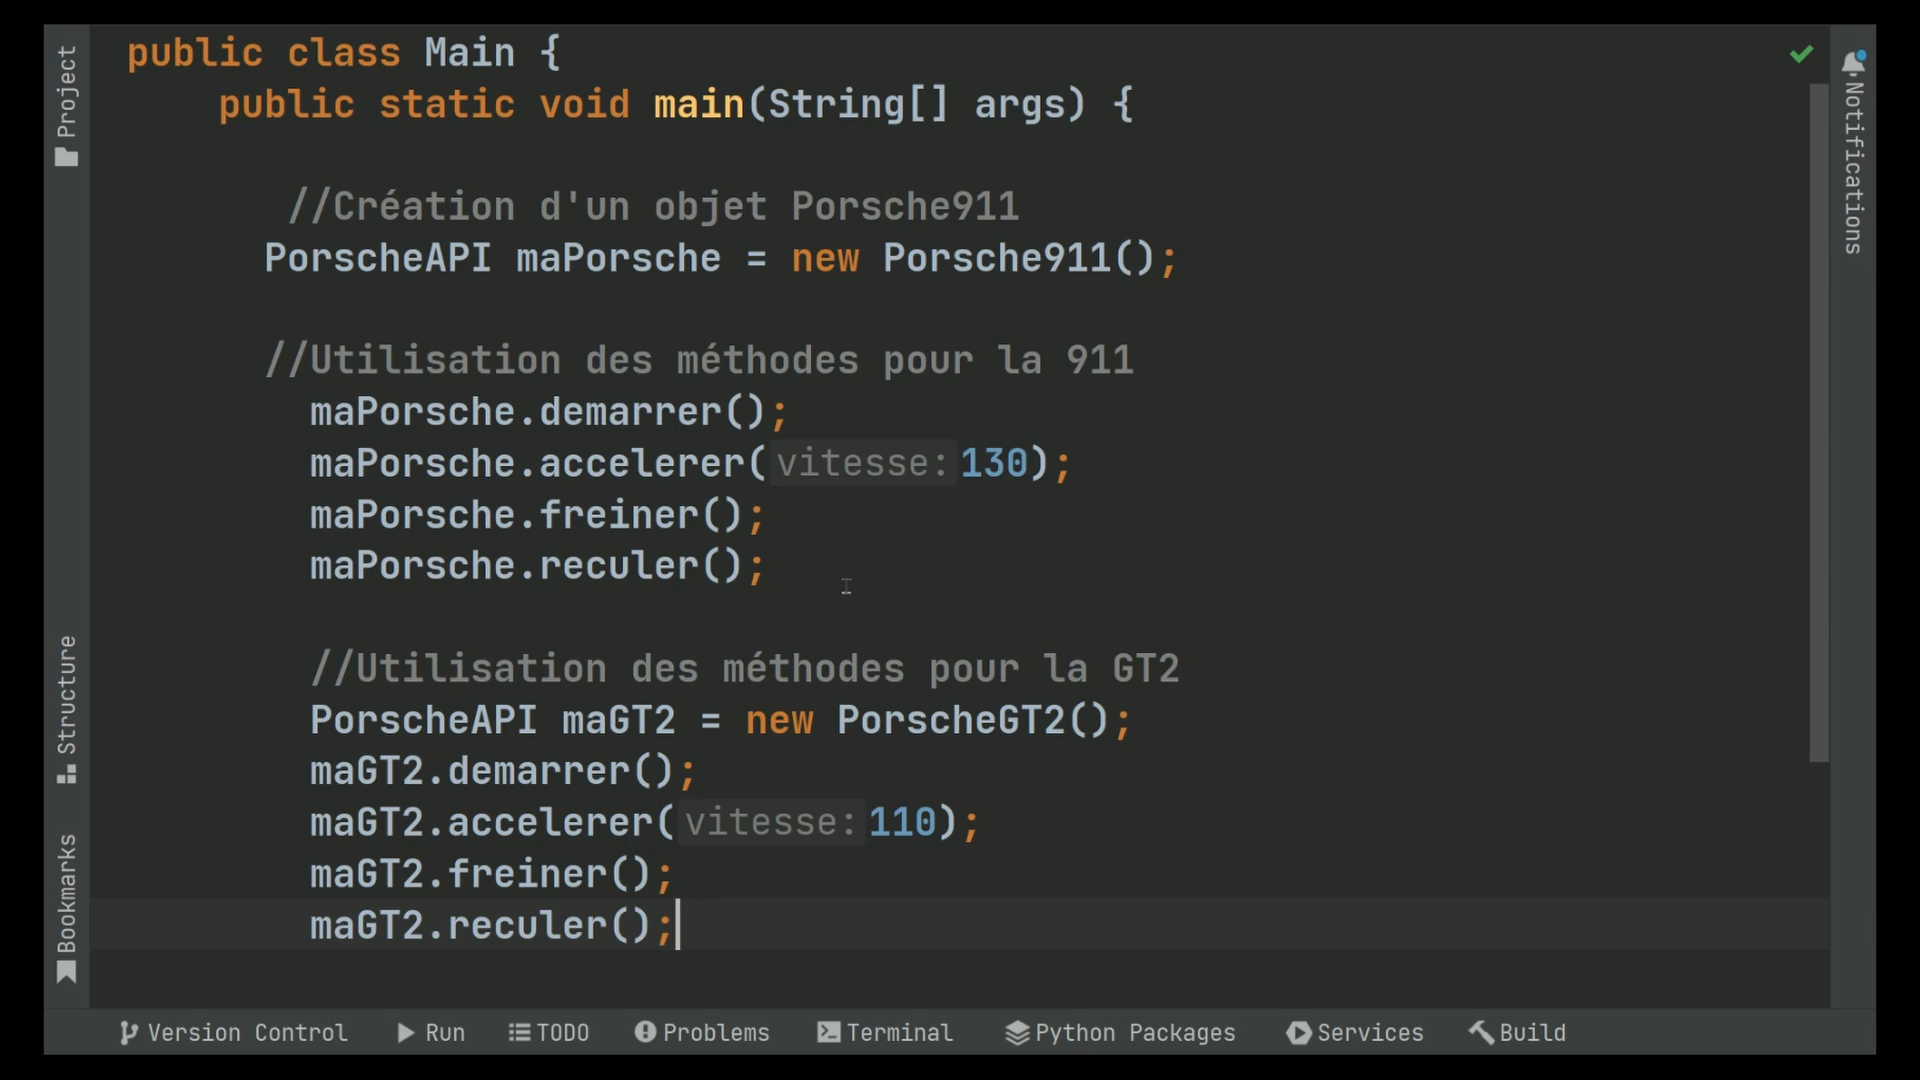 public class Main {
public static void main(String[] args) {
//Création d'un objet Porsche911
PorscheAPI maPorsche = new Porsche911();
//Utilisation des méthodes pour la 911
maPorsche.demarrer();
maPorsche.accelerer( vitesse: 130);
maPorsche.freiner();
maPorsche.reculer();
//Utilisation des méthodes pour la GT2
PorscheAPI maGT2 = new PorscheGT2();
maGT2.demarrer();
maGT2.accelerer( vitesse: 110);
maGT2.freiner();
maGT2.reculer();
Project
Structure
Bookmarks
Notifications
Version Control
Run
TODO
Problems
Terminal
Python Packages
Services
Build